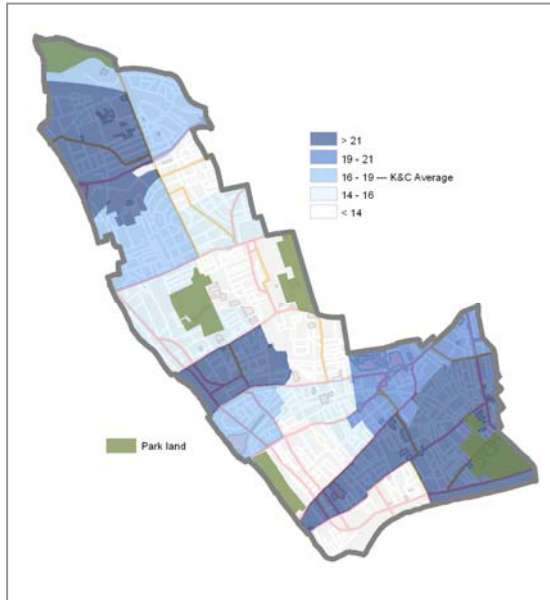 > 21
19 - 21
16 - 19 --- K&C Average
14 - 16
< 14
Park land